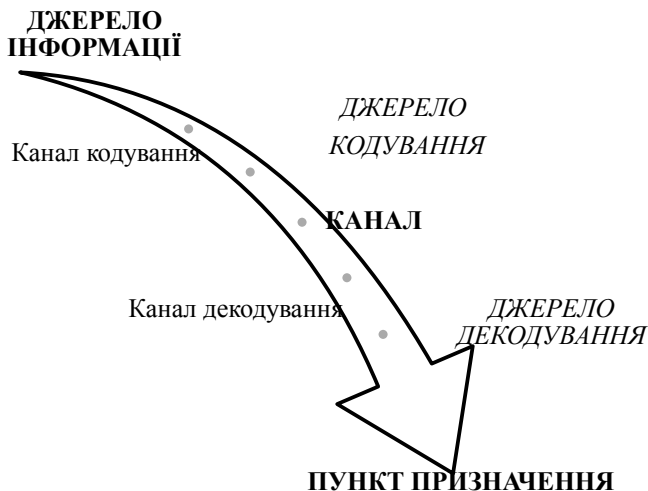 ДЖЕРЕЛО
ІНФОРМАЦІЇ
ДЖЕРЕЛО
КОДУВАННЯ
Канал кодування
КАНАЛ
Канал декодування
ДЖЕРЕЛО
ДЕКОДУВАННЯ
ПУНКТ ПРИЗНАЧЕННЯ